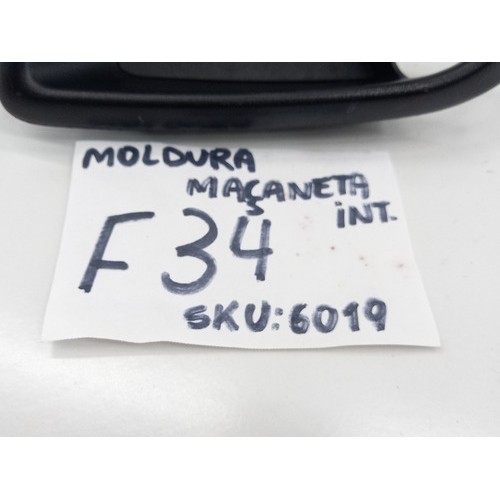 MOLDURA
MAÇANETA
INT.
F34
SKU:6019